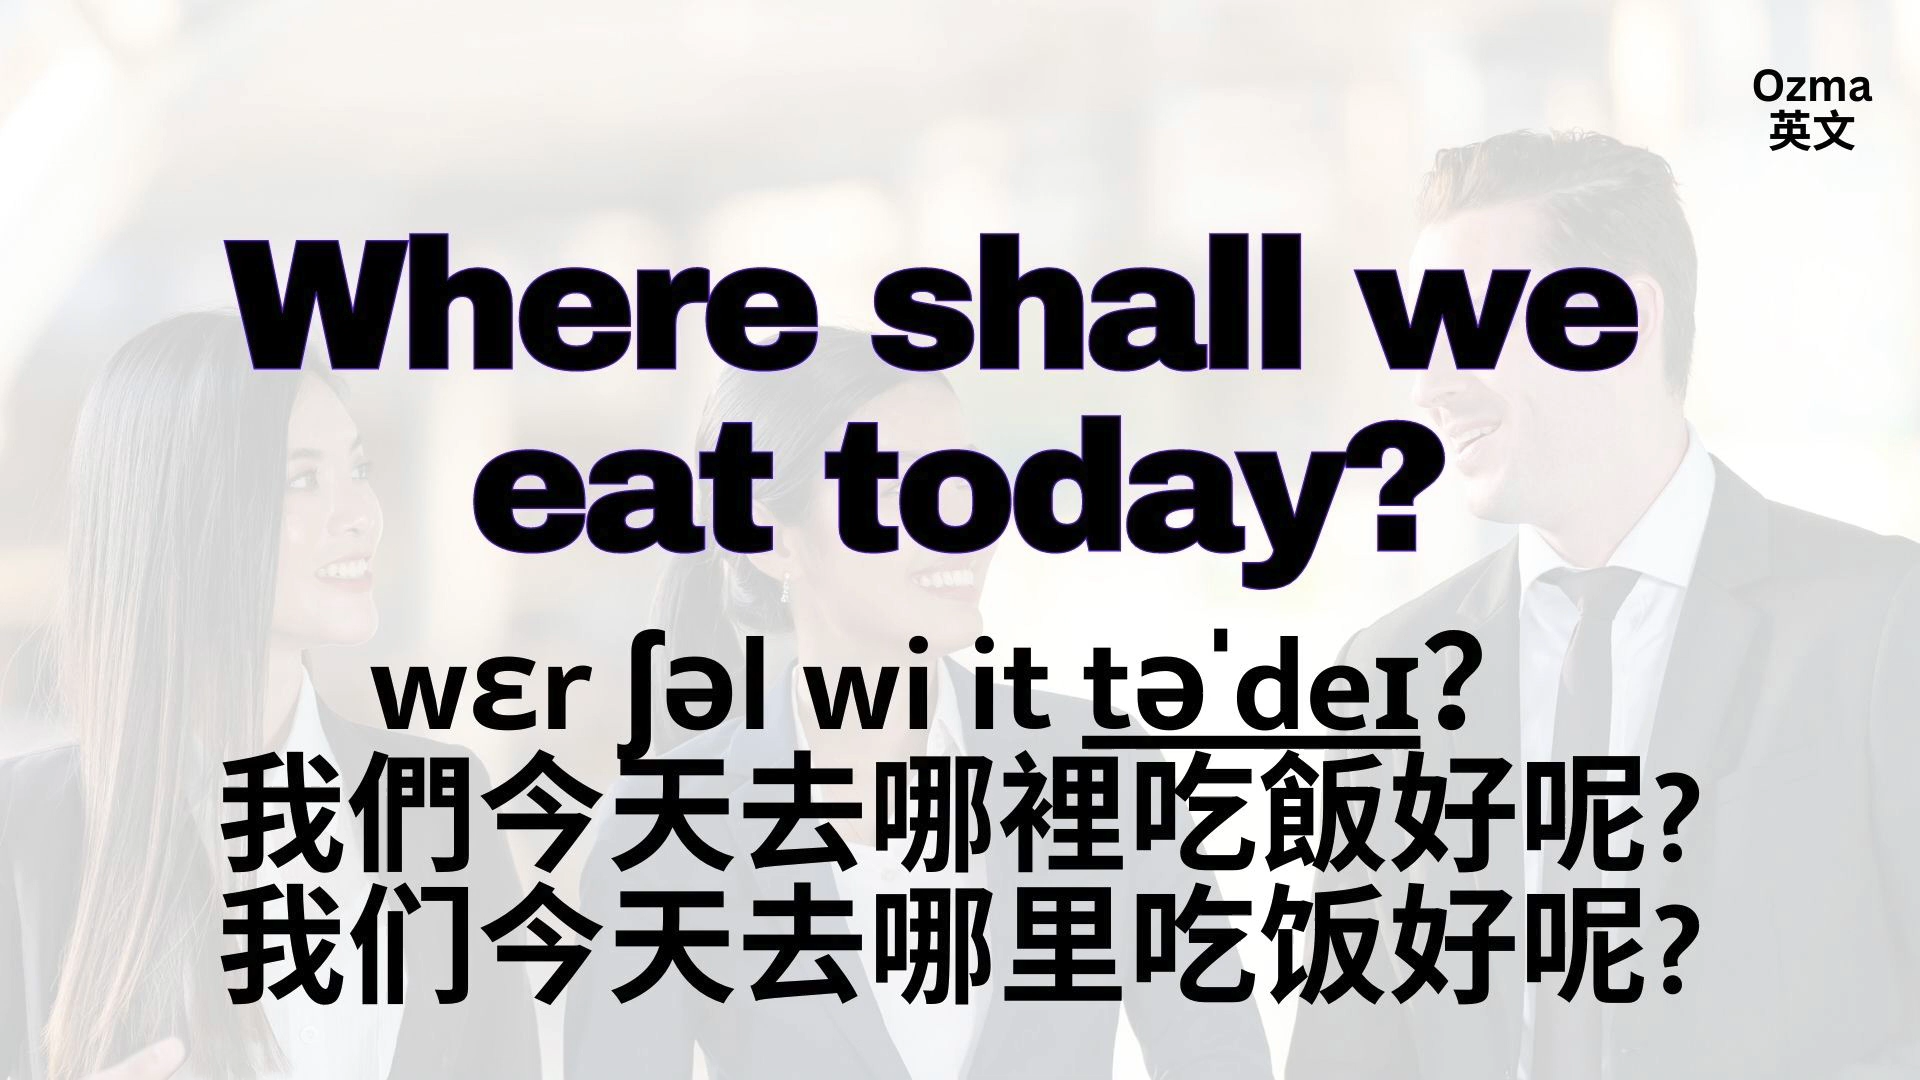 Ozma
英文
Where shall we
eat today?
wɛr ʃəl wi it təˈdeɪ?
我們今天去哪裡吃飯好呢?
我们今天去哪里吃饭好呢?